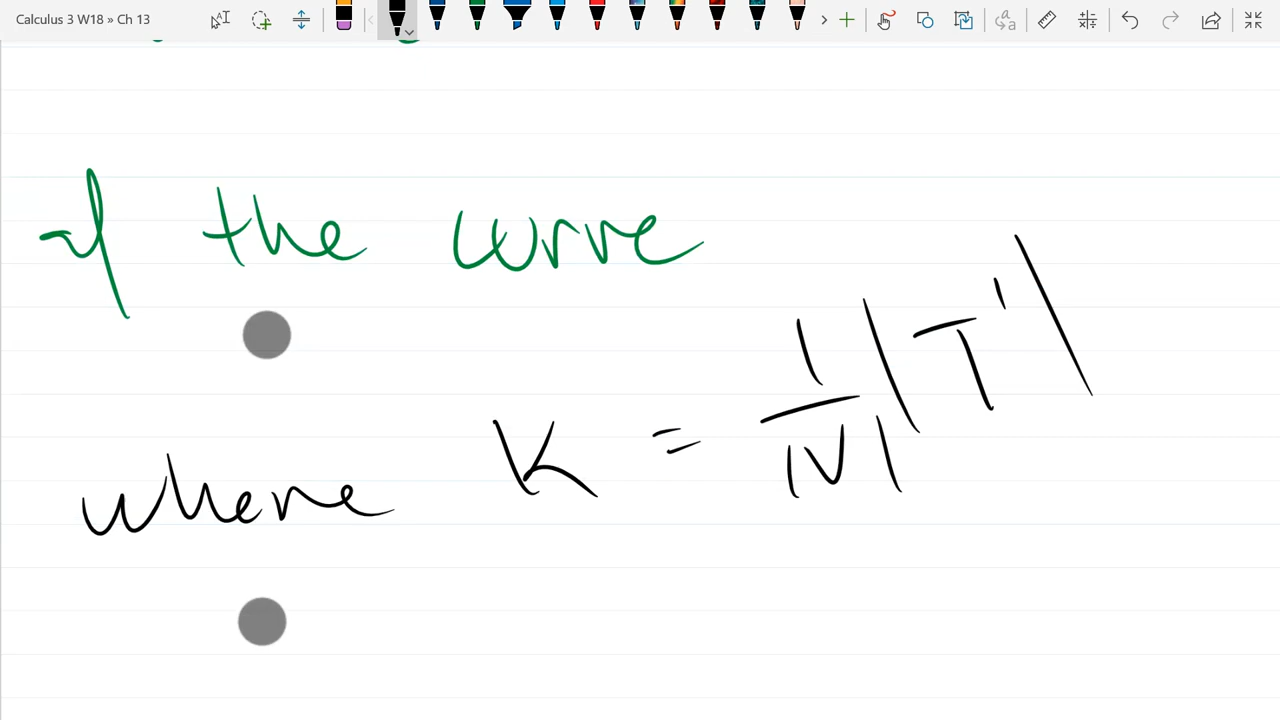 Calculus 3 W18 » Ch 13
of the curve
where K = 1/|V| |T'|